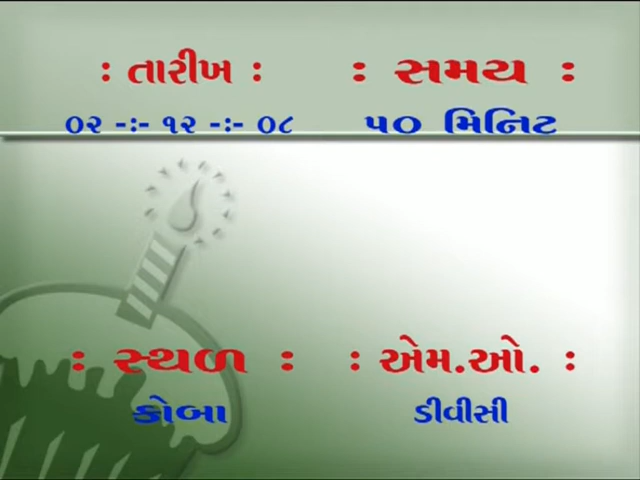 : તારીખ : : સમય :
૦૨ -:- ૧૨ -:- ૦૮ ૫૦ મિનિટ
: સ્થળ : : એમ.ઓ. :
કોબા ડીવીસી